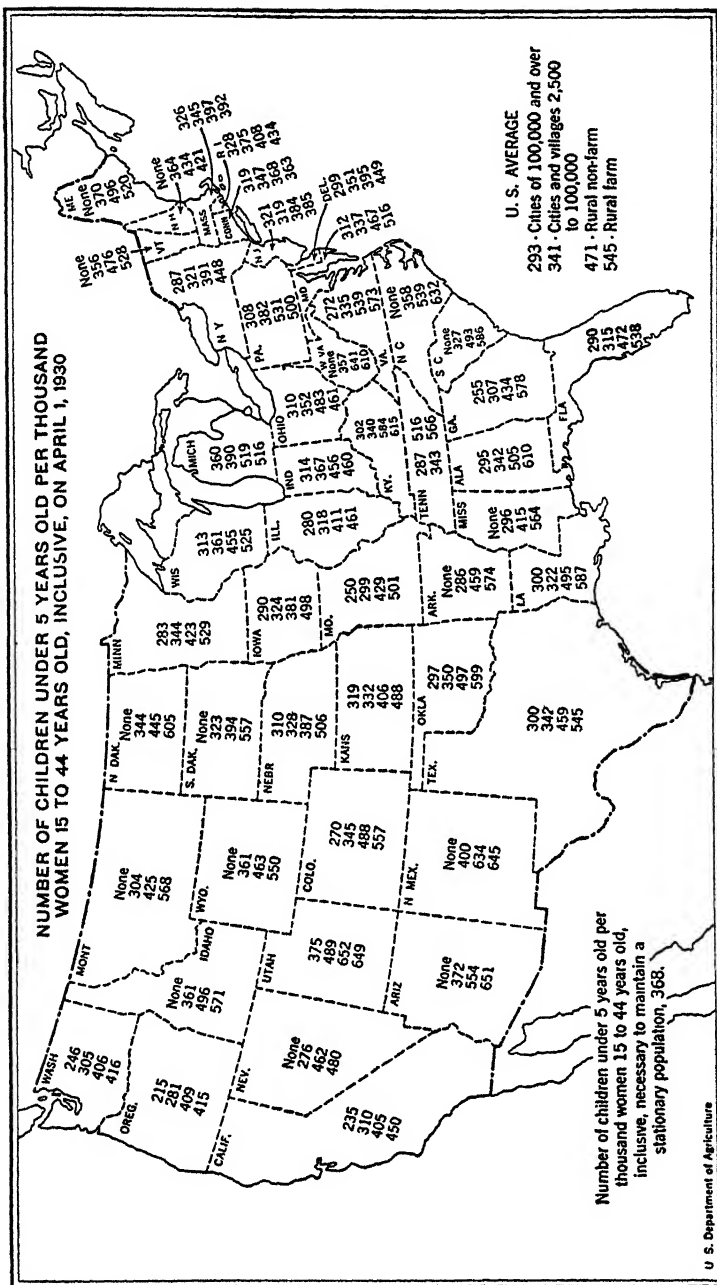 NUMBER OF CHILDREN UNDER 5 YEARS OLD PER THOUSAND
WOMEN 15 TO 44 YEARS OLD, INCLUSIVE, ON APRIL 1, 1930
WASH
246
305
406
416
OREG.
215
281
409
415
CALIF.
235
310
405
450
NEV.
None
276
462
480
IDAHO
None
361
496
571
MONT
None
304
425
568
WYO.
None
361
463
550
UTAH
375
489
652
649
COLO.
270
345
488
557
ARIZ
None
372
554
651
N MEX.
None
400
634
645
N DAK.
None
344
445
605
S. DAK.
None
323
394
557
NEBR
310
328
387
506
KANS
319
332
406
488
OKLA
297
350
497
599
TEX.
300
342
459
545
MINN
283
344
423
529
IOWA
290
324
381
498
MO.
250
299
429
501
ARK.
None
286
459
574
LA
300
322
495
587
WIS
313
361
455
525
ILL.
280
318
411
461
MICH
360
390
519
516
IND
314
367
456
460
OHIO
310
352
483
461
KY.
302
340
584
615
TENN
287
343
516
566
MISS
None
296
415
564
ALA
295
342
505
610
GA.
255
307
434
578
FLA
290
315
472
538
S C
None
327
493
586
N C
None
358
539
632
VA.
272
335
539
573
W VA
None
357
641
610
MD
312
337
467
516
DEL
299
351
395
449
PA.
308
382
531
500
N J
321
319
384
385
N Y
287
321
391
448
CONN
319
347
368
363
R I
328
375
408
434
MASS
326
345
397
392
VT
None
356
476
528
N H
None
364
434
421
ME
None
370
496
520
U. S. AVERAGE
293 - Cities of 100,000 and over
341 - Cities and villages 2,500
to 100,000
471 - Rural non-farm
545 - Rural farm
Number of children under 5 years old per
thousand women 15 to 44 years old,
inclusive, necessary to maintain a
stationary population, 368.
U S. Department of Agriculture